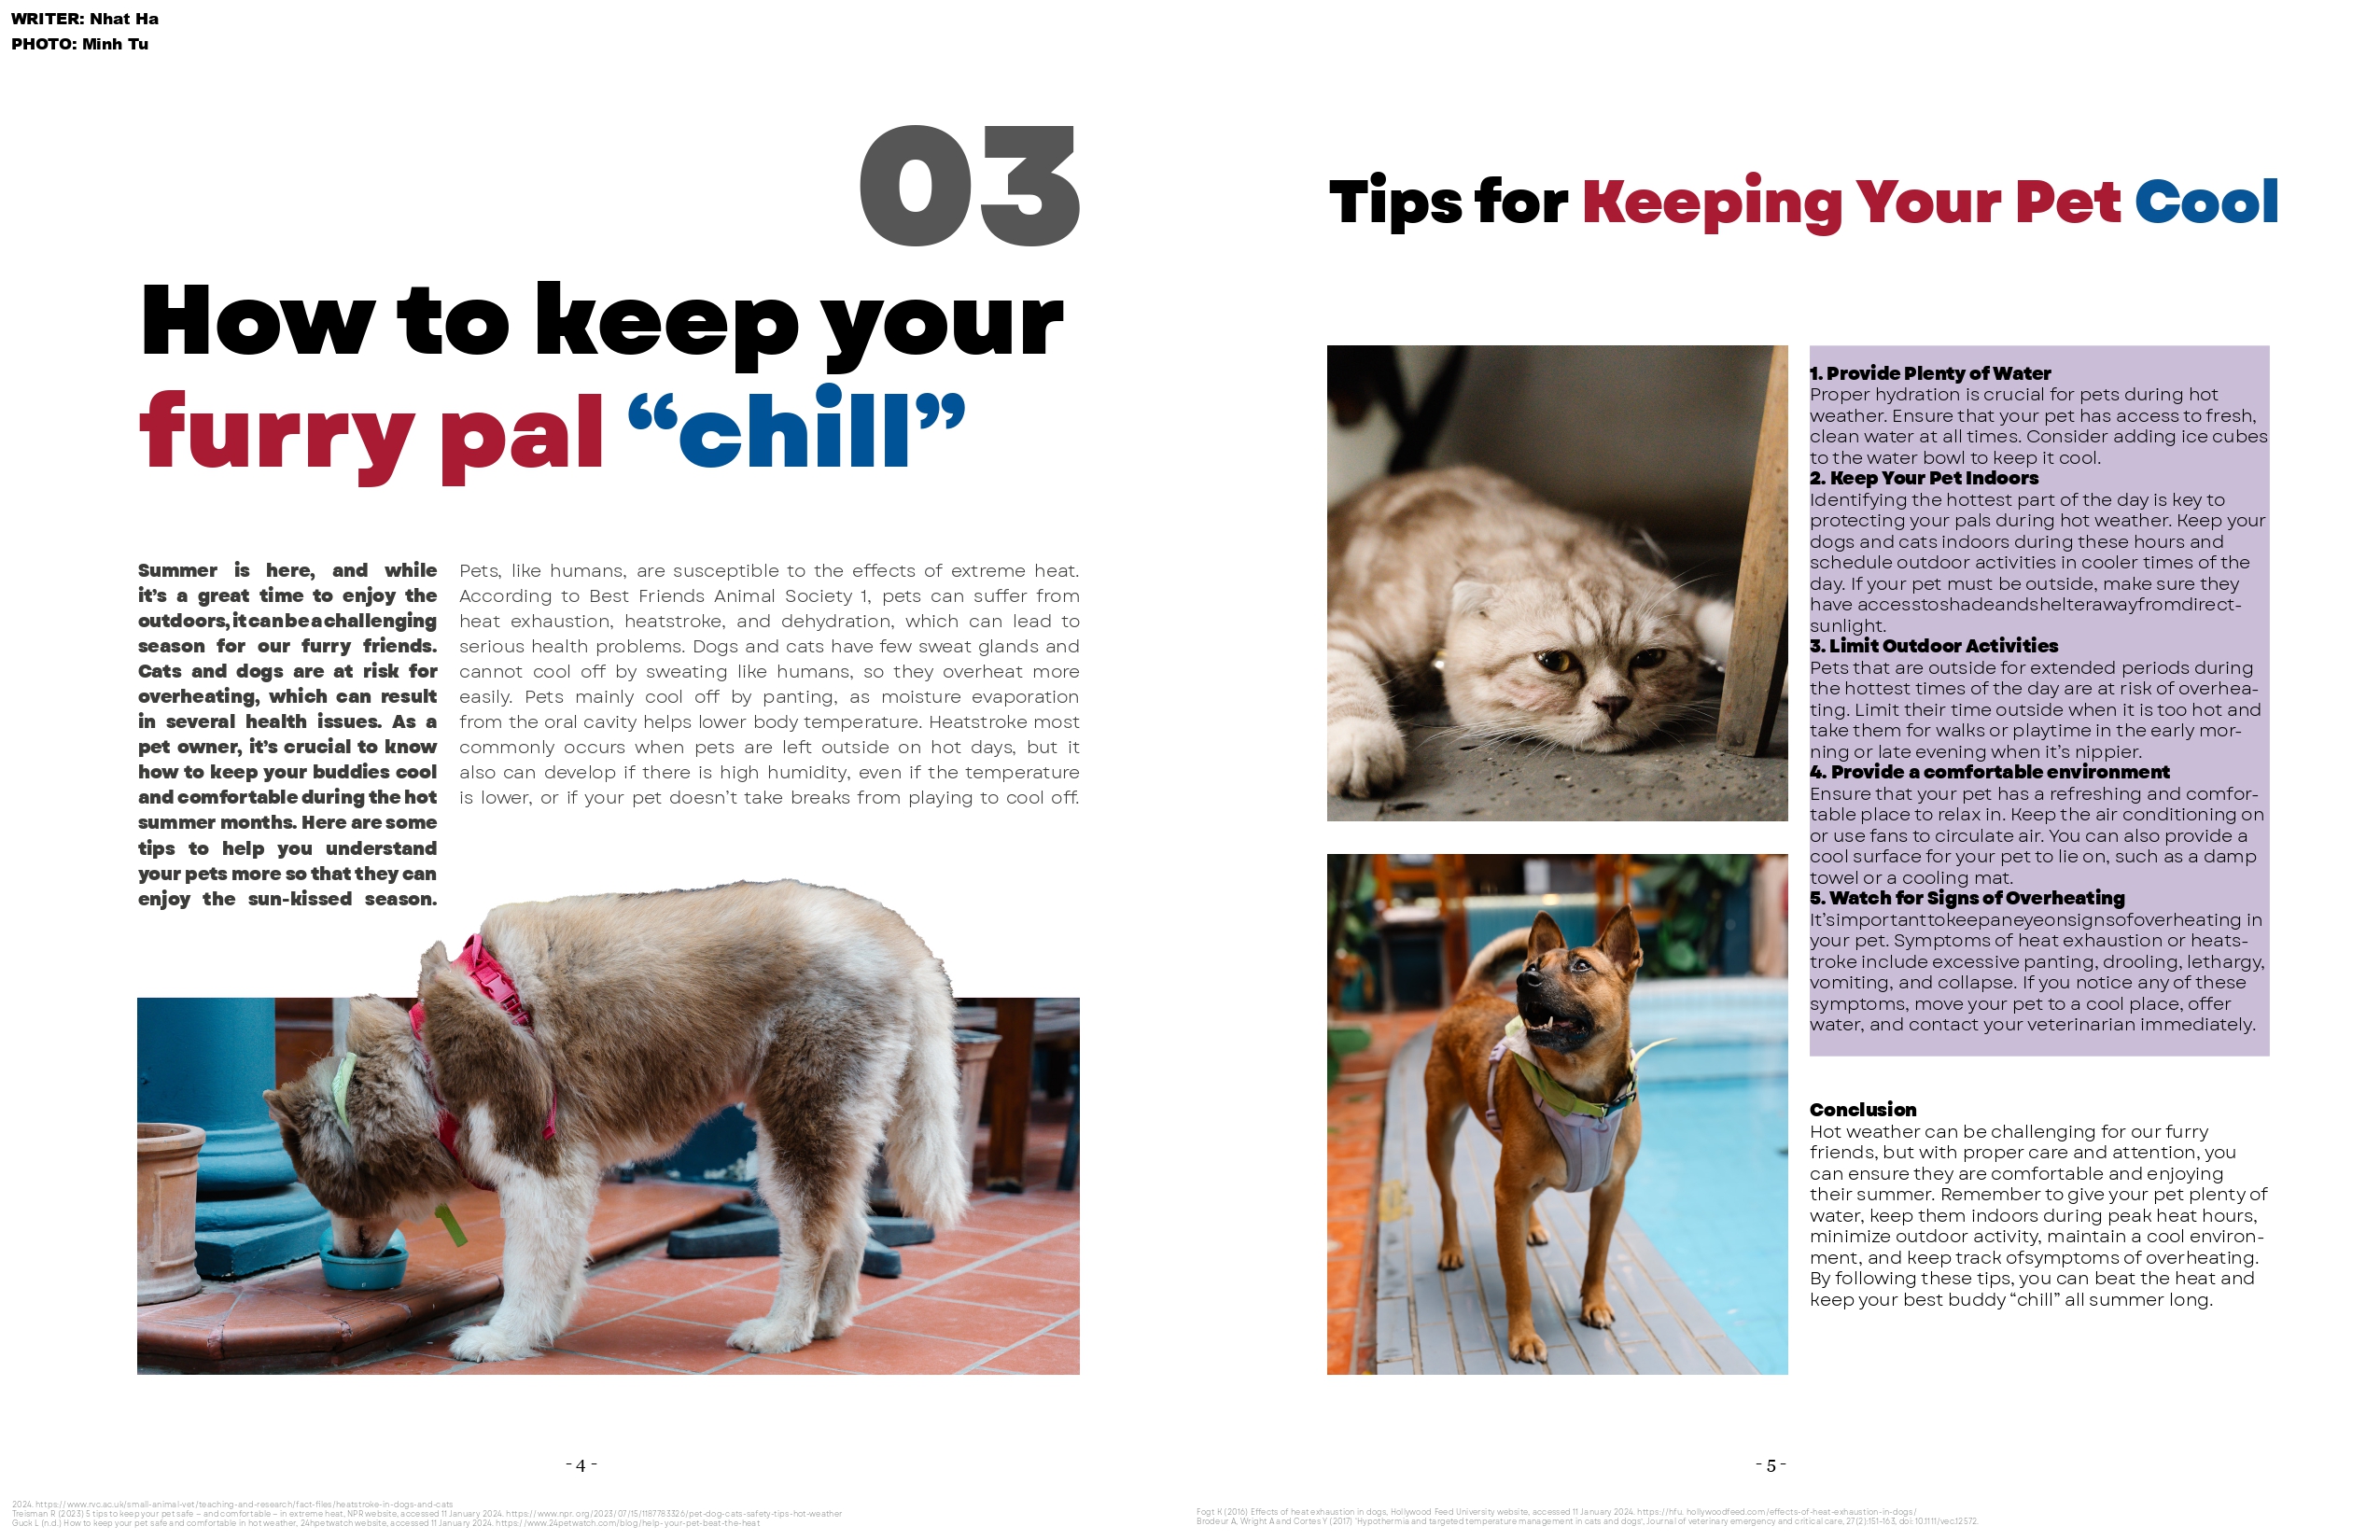 WRITER: Nhat Ha
PHOTO: Minh Tu
03
How to keep your
furry pal “chill”
Summer is here, and while
it’s a great time to enjoy the
outdoors,itcanbeachallenging
season for our furry friends.
Cats and dogs are at risk for
overheating, which can result
in several health issues. As a
pet owner, it’s crucial to know
how to keep your buddies cool
and comfortable during the hot
summer months. Here are some
tips to help you understand
your pets more so that they can
enjoy the sun-kissed season.
Pets, like humans, are susceptible to the effects of extreme heat.
According to Best Friends Animal Society 1, pets can suffer from
heat exhaustion, heatstroke, and dehydration, which can lead to
serious health problems. Dogs and cats have few sweat glands and
cannot cool off by sweating like humans, so they overheat more
easily. Pets mainly cool off by panting, as moisture evaporation
from the oral cavity helps lower body temperature. Heatstroke most
commonly occurs when pets are left outside on hot days, but it
also can develop if there is high humidity, even if the temperature
is lower, or if your pet doesn’t take breaks from playing to cool off.
- 4 -
2024. https://www.rvc.ac.uk/small-animal-vet/teaching-and-research/fact-files/heatstroke-in-dogs-and-cats
Treisman R (2023) 5 tips to keep your pet safe — and comfortable — in extreme heat, NPR website, accessed 11 January 2024. https://www.npr. org/2023/07/15/1187783326/pet-dog-cats-safety-tips-hot-weather
Guck L (n.d.) How to keep your pet safe and comfortable in hot weather, 24hpetwatch website, accessed 11 January 2024. https://www.24petwatch.com/blog/help-your-pet-beat-the-heat
Tips for Keeping Your Pet Cool
1. Provide Plenty of Water
Proper hydration is crucial for pets during hot
weather. Ensure that your pet has access to fresh,
clean water at all times. Consider adding ice cubes
to the water bowl to keep it cool.
2. Keep Your Pet Indoors
Identifying the hottest part of the day is key to
protecting your pals during hot weather. Keep your
dogs and cats indoors during these hours and
schedule outdoor activities in cooler times of the
day. If your pet must be outside, make sure they
have accesstoshadeandshelterawayfromdirect-
sunlight.
3. Limit Outdoor Activities
Pets that are outside for extended periods during
the hottest times of the day are at risk of overhea-
ting. Limit their time outside when it is too hot and
take them for walks or playtime in the early mor-
ning or late evening when it’s nippier.
4. Provide a comfortable environment
Ensure that your pet has a refreshing and comfor-
table place to relax in. Keep the air conditioning on
or use fans to circulate air. You can also provide a
cool surface for your pet to lie on, such as a damp
towel or a cooling mat.
5. Watch for Signs of Overheating
It’simportanttokeepaneyeonsignsofoverheating in
your pet. Symptoms of heat exhaustion or heats-
troke include excessive panting, drooling, lethargy,
vomiting, and collapse. If you notice any of these
symptoms, move your pet to a cool place, offer
water, and contact your veterinarian immediately.
Conclusion
Hot weather can be challenging for our furry
friends, but with proper care and attention, you
can ensure they are comfortable and enjoying
their summer. Remember to give your pet plenty of
water, keep them indoors during peak heat hours,
minimize outdoor activity, maintain a cool environ-
ment, and keep track ofsymptoms of overheating.
By following these tips, you can beat the heat and
keep your best buddy “chill” all summer long.
- 5 -
Fogt K (2016) Effects of heat exhaustion in dogs, Hollywood Feed University website, accessed 11 January 2024. https://hfu. hollywoodfeed.com/effects-of-heat-exhaustion-in-dogs/
Brodeur A, Wright A and Cortes Y (2017) ‘Hypothermia and targeted temperature management in cats and dogs’, Journal of veterinary emergency and critical care, 27(2):151-163, doi: 10.1111/vec.12572.